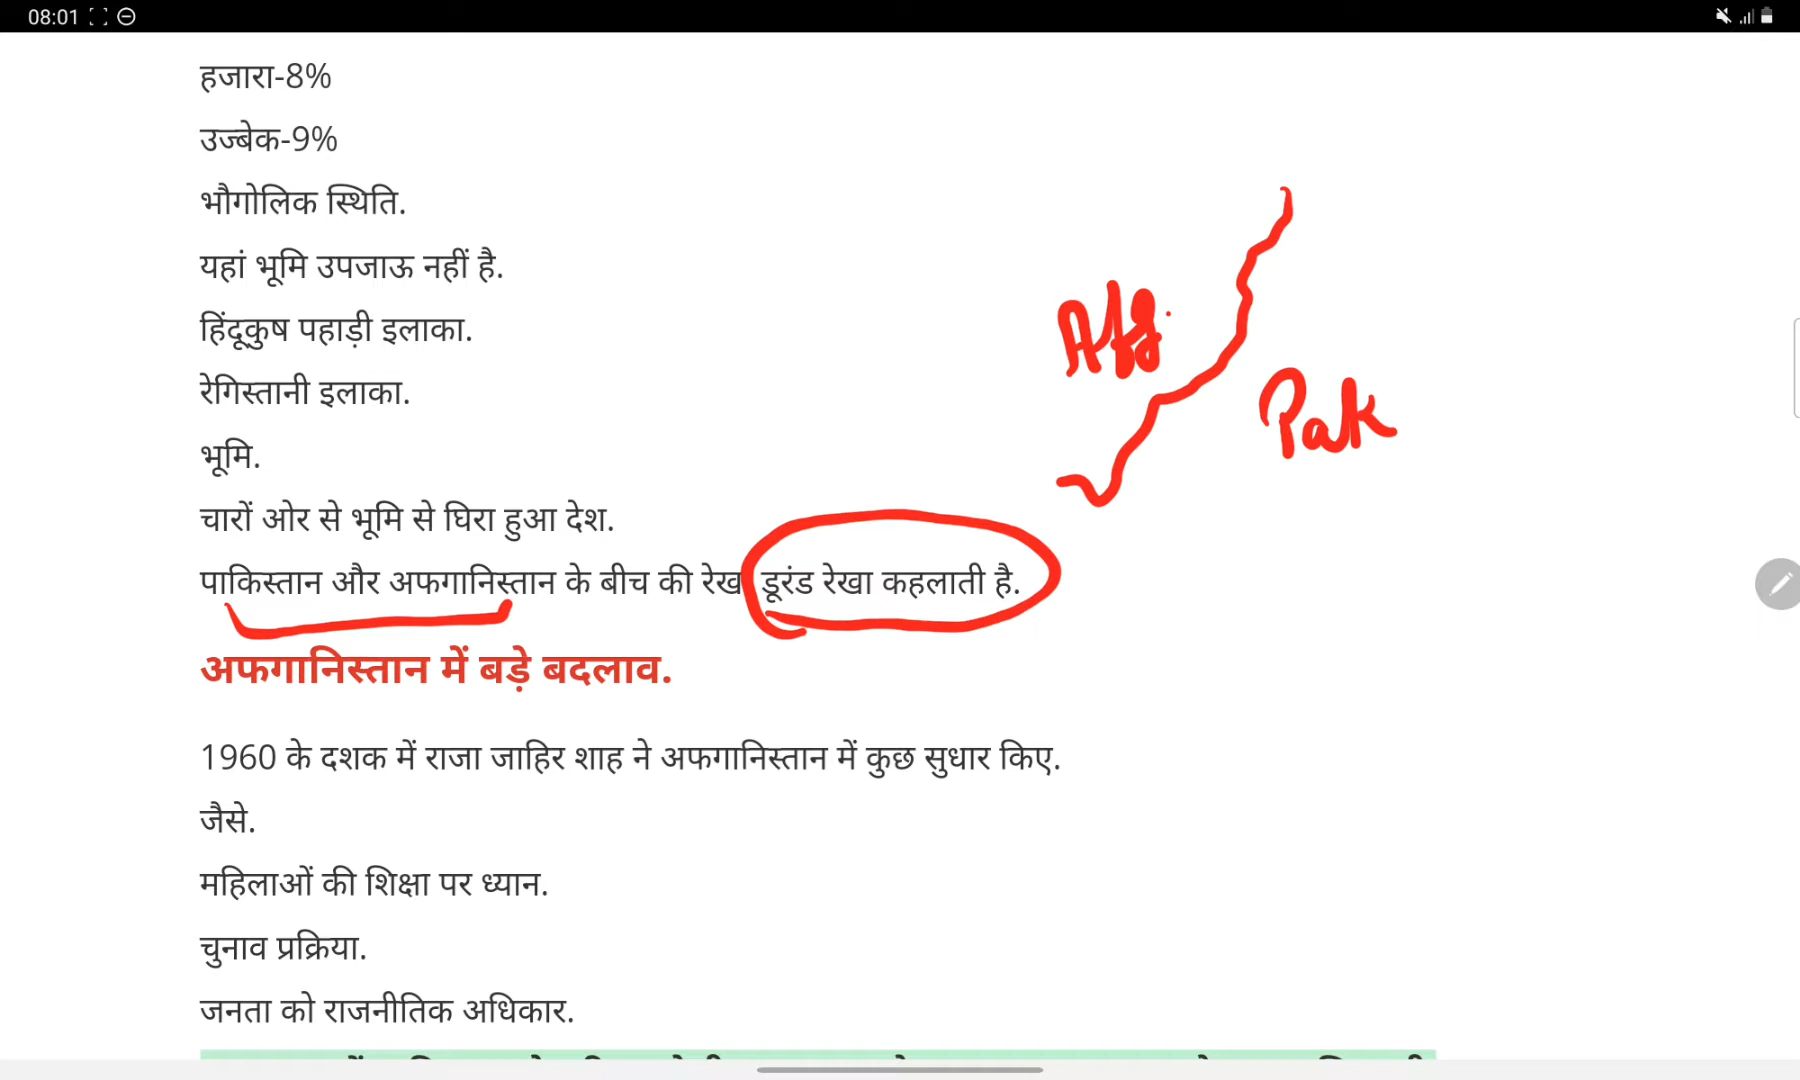 08:01
हजारा-8%
उज्बेक-9%
भौगोलिक स्थिति.
यहां भूमि उपजाऊ नहीं है.
हिंदूकुष पहाड़ी इलाका.
रेगिस्तानी इलाका.
भूमि.
चारों ओर से भूमि से घिरा हुआ देश.
पाकिस्तान और अफगानिस्तान के बीच की रेख डूरंड रेखा कहलाती है.
Afg.
Pak
अफगानिस्तान में बड़े बदलाव.
1960 के दशक में राजा जाहिर शाह ने अफगानिस्तान में कुछ सुधार किए.
जैसे.
महिलाओं की शिक्षा पर ध्यान.
चुनाव प्रक्रिया.
जनता को राजनीतिक अधिकार.